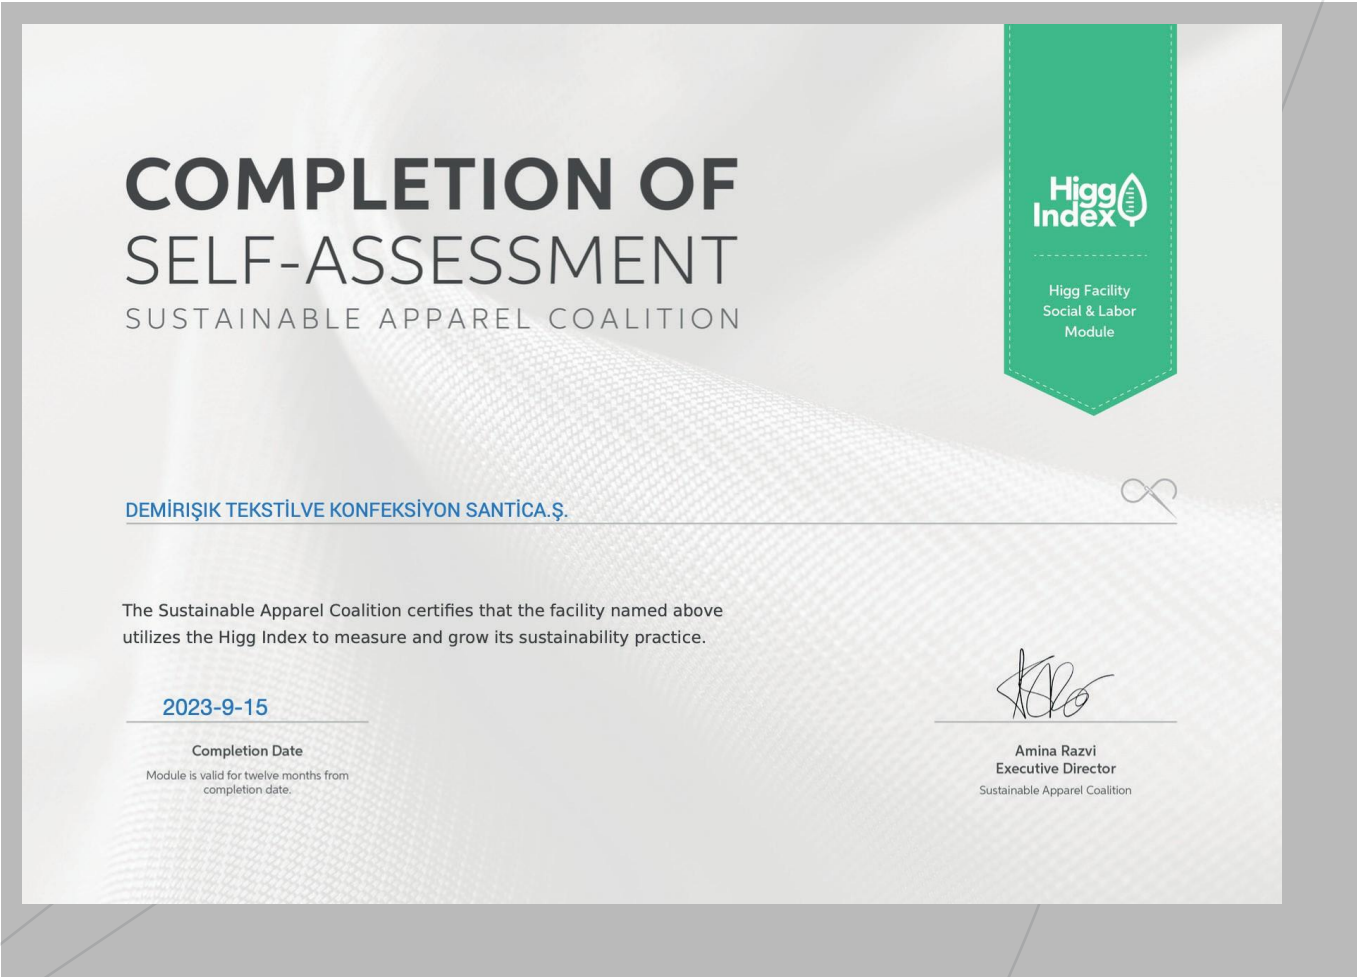 COMPLETION OF
SELF-ASSESSMENT
SUSTAINABLE APPAREL COALITION
Higg
Index
Higg Facility
Social & Labor
Module
DEMİRIŞIK TEKSTİLVE KONFEKSİYON SANTİCA.Ş.
The Sustainable Apparel Coalition certifies that the facility named above
utilizes the Higg Index to measure and grow its sustainability practice.
2023-9-15
Completion Date
Module is valid for twelve months from
completion date.
Amina Razvi
Executive Director
Sustainable Apparel Coalition